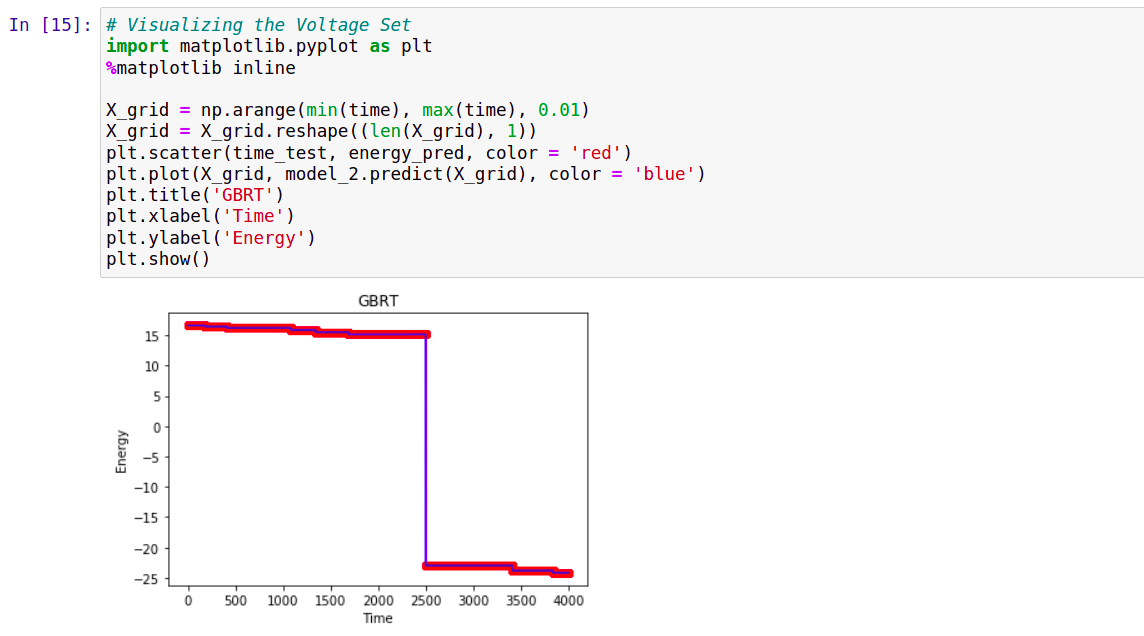 In [15]: # Visualizing the Voltage Set
import matplotlib.pyplot as plt
%matplotlib inline
X_grid = np.arange(min(time), max(time), 0.01)
X_grid = X_grid.reshape((len(X_grid), 1))
plt.scatter(time_test, energy_pred, color = 'red')
plt.plot(X_grid, model_2.predict(X_grid), color = 'blue')
plt.title('GBRT')
plt.xlabel('Time')
plt.ylabel('Energy')
plt.show()
GBRT
15
10
5
0
−5
−10
−15
−20
−25
Energy
0 500 1000 1500 2000 2500 3000 3500 4000
Time